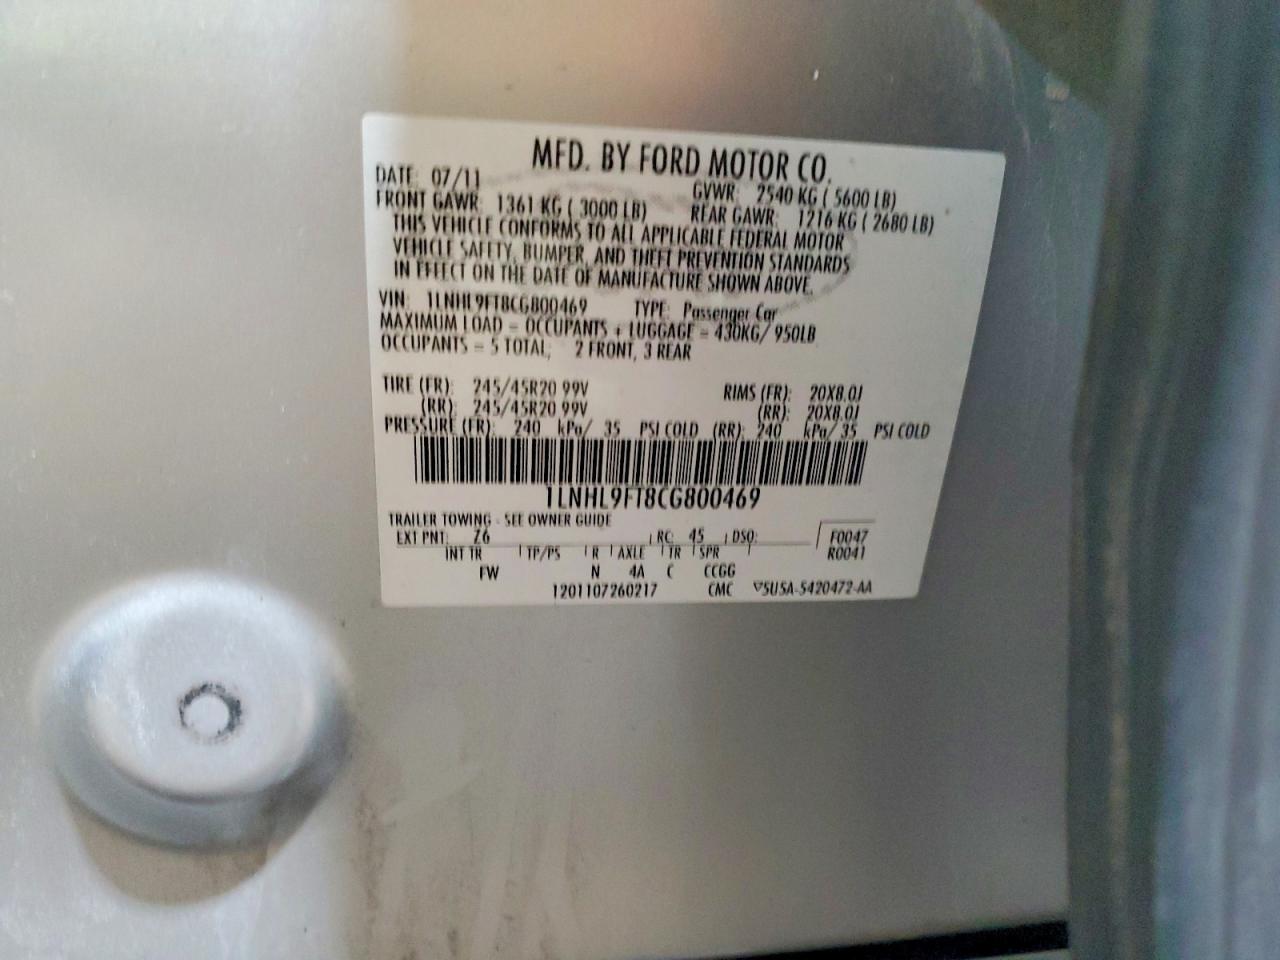 MFD. BY FORD MOTOR CO.
DATE: 07/11 GVWR: 2540 KG ( 5600 LB)
FRONT GAWR: 1361 KG ( 3000 LB) REAR GAWR: 1216 KG ( 2680 LB)
THIS VEHICLE CONFORMS TO ALL APPLICABLE FEDERAL MOTOR
VEHICLE SAFETY, BUMPER, AND THEFT PREVENTION STANDARDS
IN EFFECT ON THE DATE OF MANUFACTURE SHOWN ABOVE.
VIN: 1LNHL9FT8CG800469 TYPE: Passenger Car
MAXIMUM LOAD = OCCUPANTS + LUGGAGE = 430KG/ 950LB
OCCUPANTS = 5 TOTAL; 2 FRONT, 3 REAR
TIRE (FR): 245/45R20 99V RIMS (FR): 20X8.0J
(RR): 245/45R20 99V (RR): 20X8.0J
PRESSURE (FR): 240 kPa/ 35 PSI COLD (RR): 240 kPa/ 35 PSI COLD
1LNHL9FT8CG800469
TRAILER TOWING - SEE OWNER GUIDE
EXT PNT: Z6 RC: 45 DSO: F0047
INT TR TP/PS R AXLE TR SPR R0041
FW N 4A C CCGG
1201107260217 CMC ▽5U5A-5420472-AA